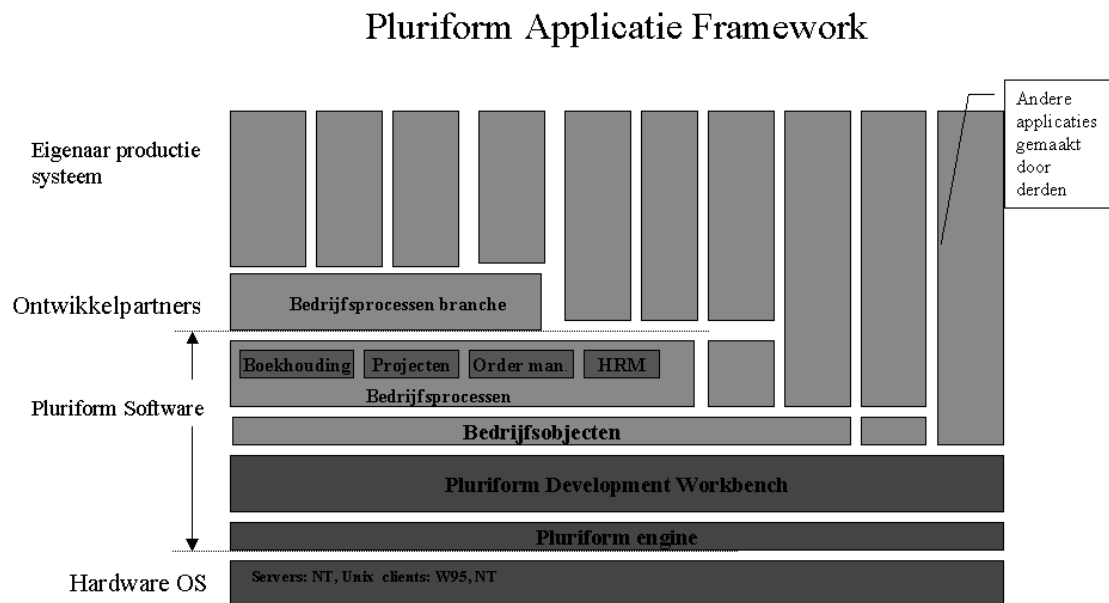 Pluriform Applicatie Framework
Andere
applicaties
gemaakt
door
derden
Eigenaar productie
systeem
Ontwikkelpartners
Bedrijfsprocessen branche
Boekhouding
Projecten
Order man.
HRM
Bedrijfsprocessen
Pluriform Software
Bedrijfsobjecten
Pluriform Development Workbench
Pluriform engine
Hardware OS
Servers: NT, Unix clients: W95, NT